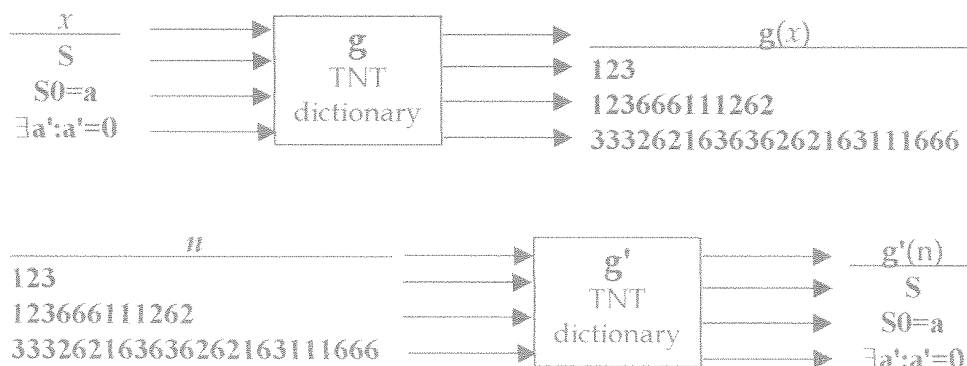 x g g(x)
S TNT 123
S0=a dictionary 123666111262
∃a':a'=0 333262163636262163111666
n g' g'(n)
123 TNT S
123666111262 dictionary S0=a
333262163636262163111666 ∃a':a'=0